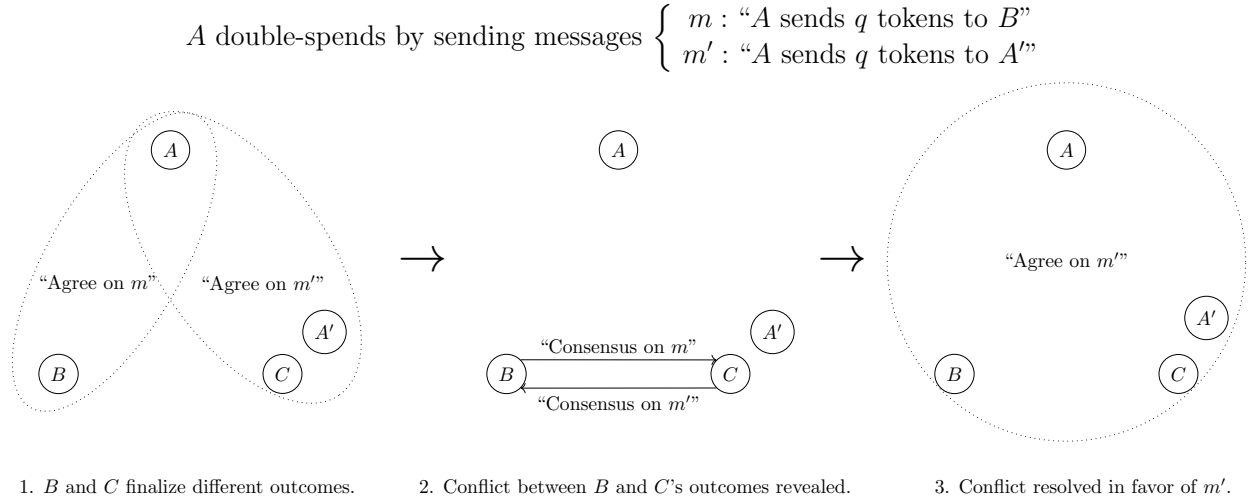 A double-spends by sending messages { m : “A sends q tokens to B”
m′ : “A sends q tokens to A′”
A
“Agree on m”
“Agree on m′”
A′
B
C
→
A
A′
“Consensus on m”
B
C
“Consensus on m′”
→
A
“Agree on m′”
A′
B
C
1. B and C finalize different outcomes.
2. Conflict between B and C’s outcomes revealed.
3. Conflict resolved in favor of m′.